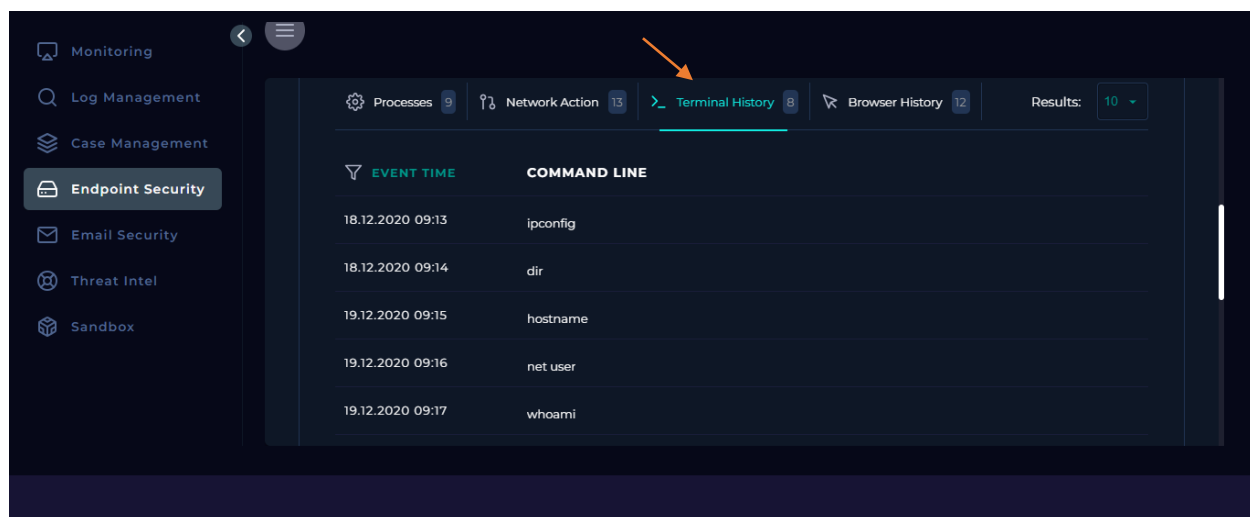 Monitoring
Log Management
Case Management
Endpoint Security
Email Security
Threat Intel
Sandbox
Processes 9 Network Action 13 >_ Terminal History 8 Browser History 12 Results: 10
EVENT TIME COMMAND LINE
18.12.2020 09:13 ipconfig
18.12.2020 09:14 dir
19.12.2020 09:15 hostname
19.12.2020 09:16 net user
19.12.2020 09:17 whoami